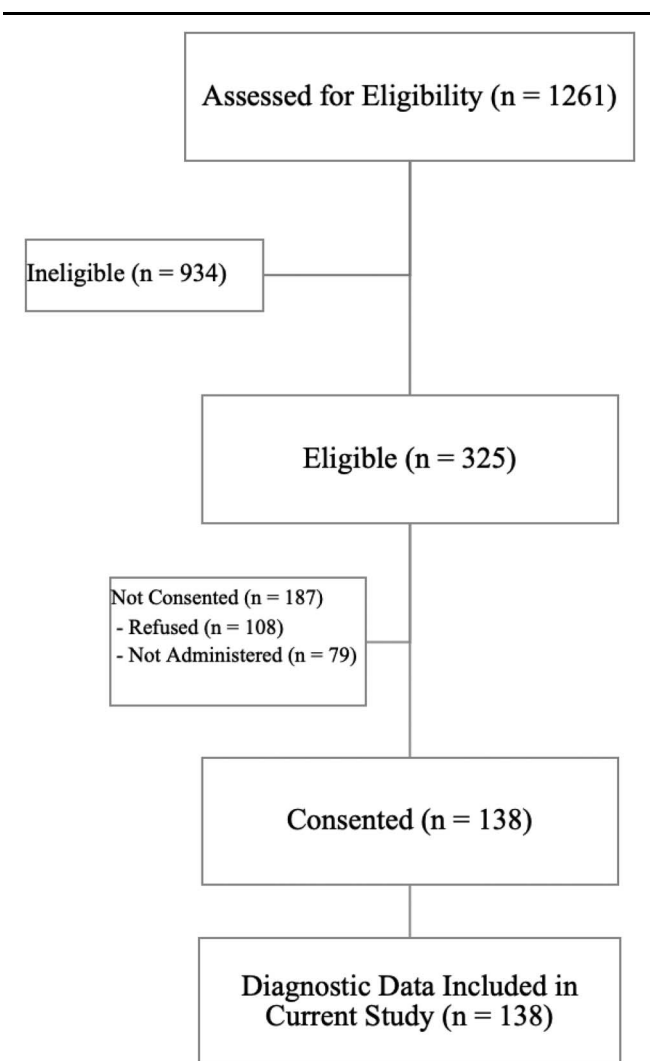 Assessed for Eligibility (n = 1261)
Ineligible (n = 934)
Eligible (n = 325)
Not Consented (n = 187)
- Refused (n = 108)
- Not Administered (n = 79)
Consented (n = 138)
Diagnostic Data Included in
Current Study (n = 138)